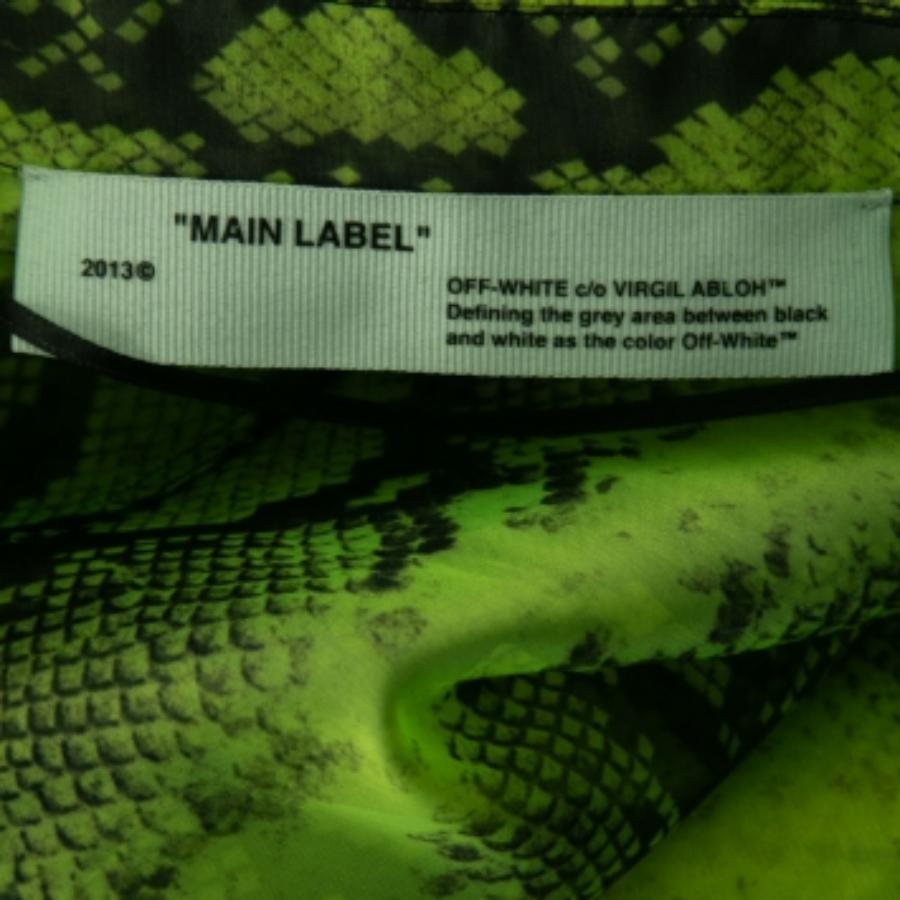 "MAIN LABEL"
2013©
OFF-WHITE c/o VIRGIL ABLOH™
Defining the grey area between black
and white as the color Off-White™